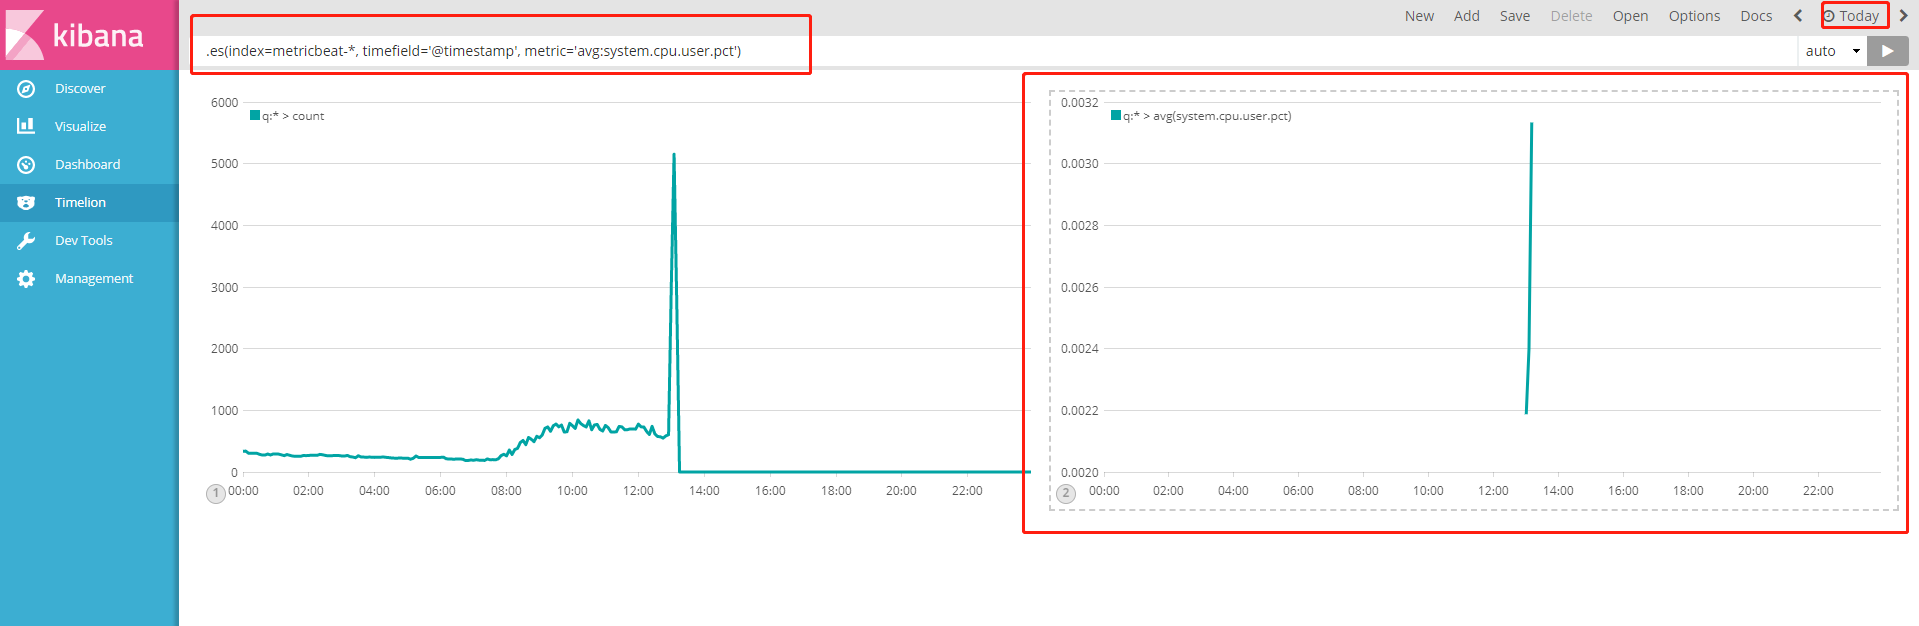 kibana
New Add Save Delete Open Options Docs Today
.es(index=metricbeat-*, timefield='@timestamp', metric='avg:system.cpu.user.pct')
auto
Discover
Visualize
Dashboard
Timelion
Dev Tools
Management
q:* > count
6000
5000
4000
3000
2000
1000
0
00:00 02:00 04:00 06:00 08:00 10:00 12:00 14:00 16:00 18:00 20:00 22:00
1
q:* > avg(system.cpu.user.pct)
0.0032
0.0030
0.0028
0.0026
0.0024
0.0022
0.0020
00:00 02:00 04:00 06:00 08:00 10:00 12:00 14:00 16:00 18:00 20:00 22:00
2